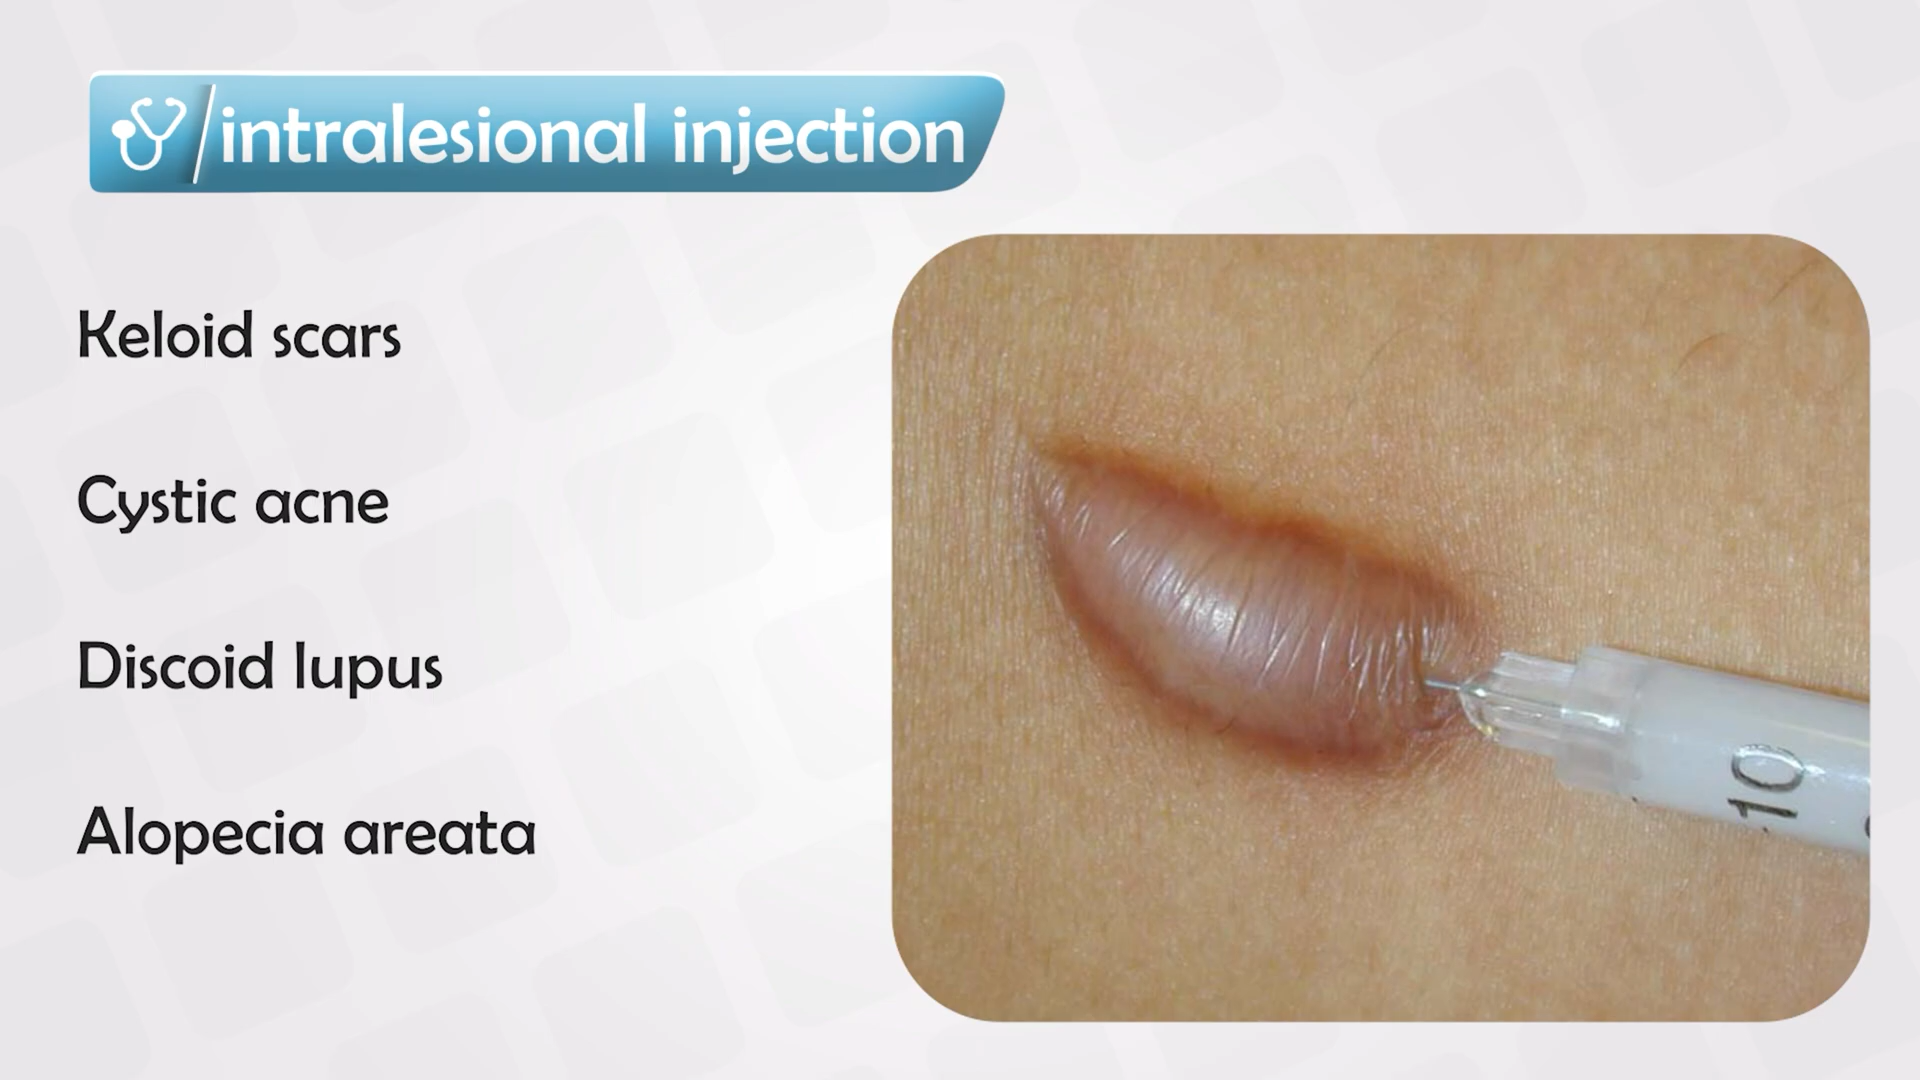 intralesional injection
Keloid scars
Cystic acne
Discoid lupus
Alopecia areata
10